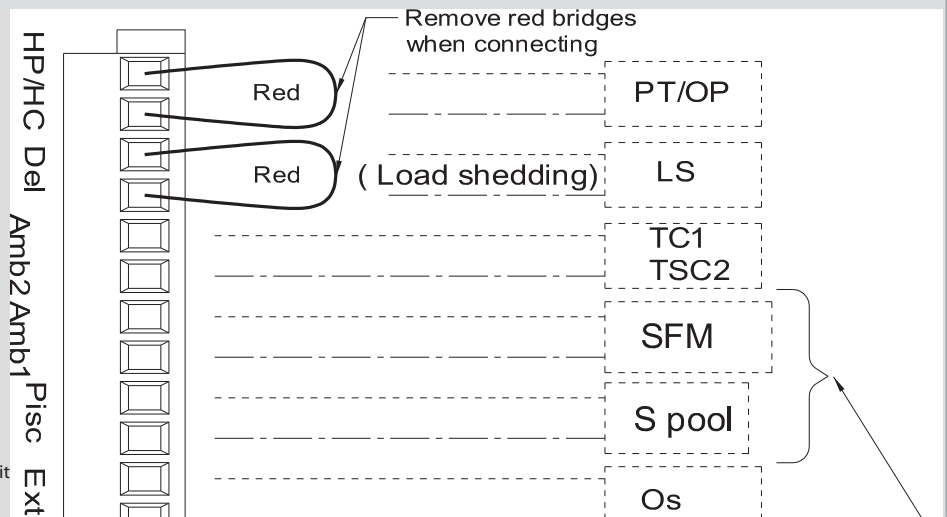 Remove red bridges
when connecting
HP/HC
Red
PT/OP
Del
Red
( Load shedding)
LS
Amb2
TC1
TSC2
Amb1
SFM
Pisc
S pool
it
Ext
Os